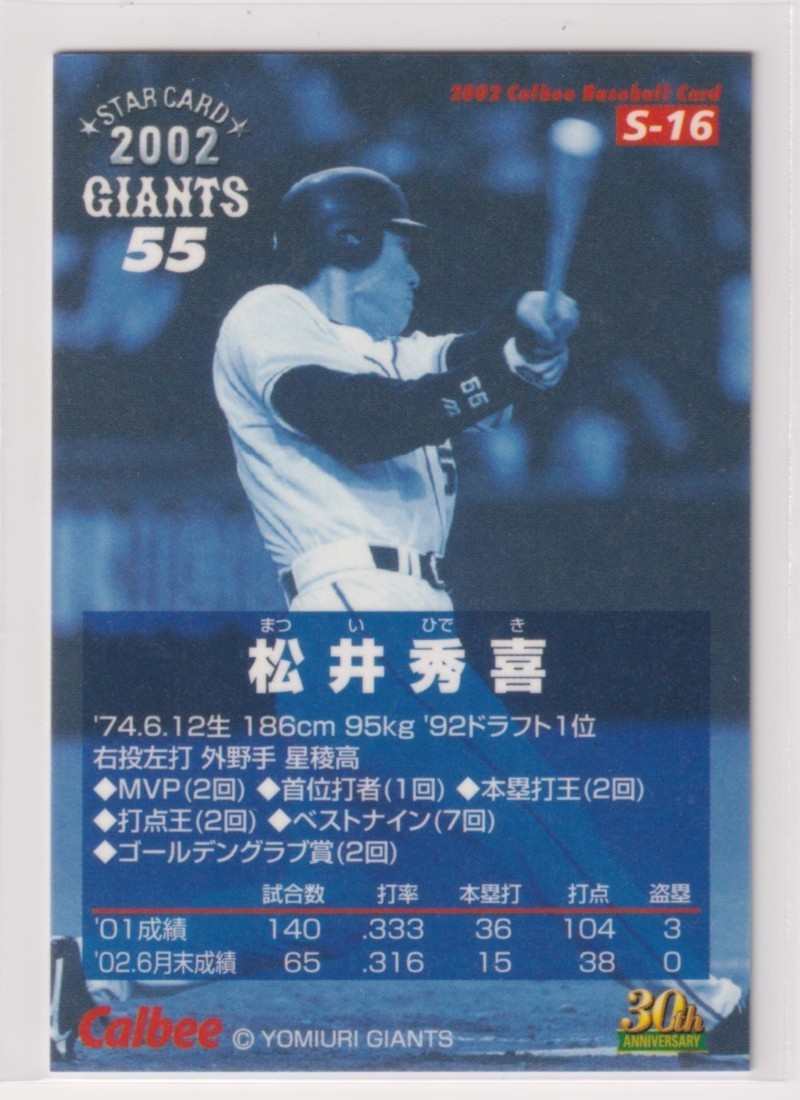 STAR CARD
2002
GIANTS
55
2002 Calbee Baseball Card
S-16
55
まつ い ひで き
松井秀喜
'74.6.12生 186cm 95kg '92ドラフト1位
右投左打 外野手 星稜高
◆MVP(2回) ◆首位打者(1回) ◆本塁打王(2回)
◆打点王(2回) ◆ベストナイン(7回)
◆ゴールデングラブ賞(2回)
試合数 打率 本塁打 打点 盗塁
'01成績 140 .333 36 104 3
'02.6月末成績 65 .316 15 38 0
Calbee © YOMIURI GIANTS
30th
ANNIVERSARY